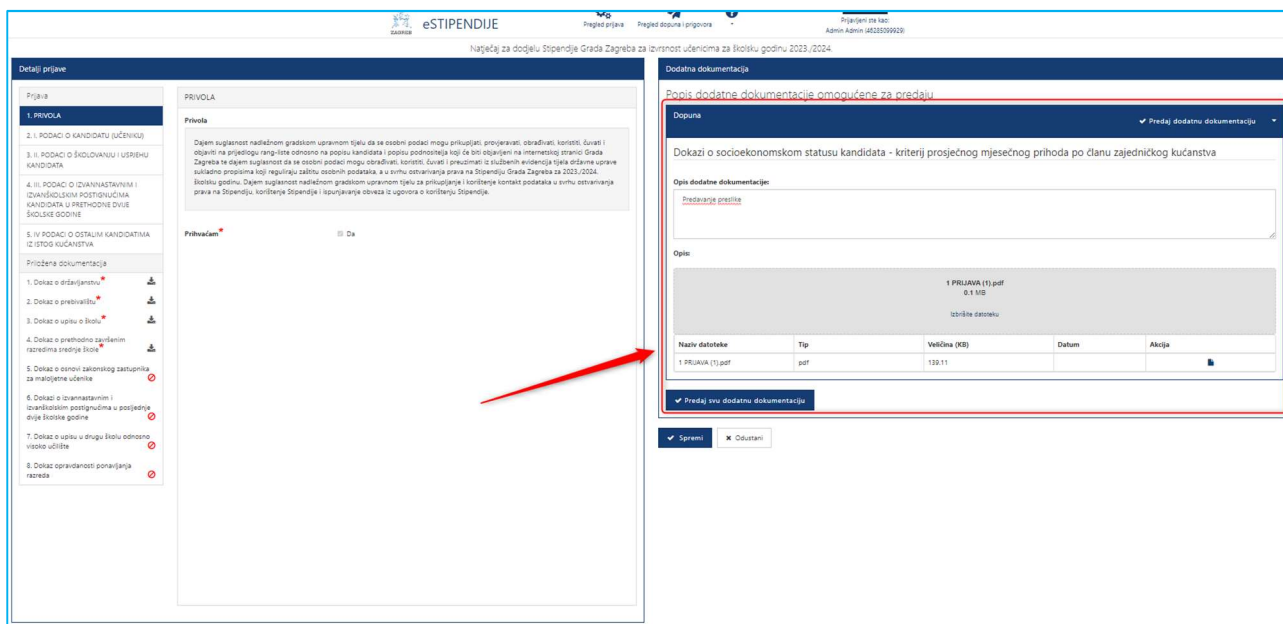 ZAGREB
eSTIPENDIJE
Pregled prijava
Pregled dopuna i prigovora
Prijavljeni ste kao:
Admin Admin (46285099929)
Natječaj za dodjelu Stipendije Grada Zagreba za izvrsnost učenicima za školsku godinu 2023./2024.
Detalji prijave
Prijava
1. PRIVOLA
2. I. PODACI O KANDIDATU (UČENIKU)
3. II. PODACI O ŠKOLOVANJU I USPJEHU
KANDIDATA
4. III. PODACI O IZVANNASTAVNIM I
IZVANŠKOLSKIM POSTIGNUĆIMA
KANDIDATA U PRETHODNE DVIJE
ŠKOLSKE GODINE
5. IV PODACI O OSTALIM KANDIDATIMA
IZ ISTOG KUĆANSTVA
Priložena dokumentacija
1. Dokaz o državljanstvu*
2. Dokaz o prebivalištu*
3. Dokaz o upisu o školu*
4. Dokaz o prethodno završenim
razredima srednje škole*
5. Dokaz o osnovi zakonskog zastupnika
za maloljetne učenike
6. Dokazi o izvannastavnim i
izvanškolskim postignućima u posljednje
dvije školske godine
7. Dokaz o upisu u drugu školu odnosno
visoko učilište
8. Dokaz opravdanosti ponavljanja
razreda
PRIVOLA
Privola
Dajem suglasnost nadležnom gradskom upravnom tijelu da se osobni podaci mogu prikupljati, provjeravati, obrađivati, koristiti, čuvati i
objaviti na prijedlogu rang-liste odnosno na popisu kandidata i popisu podnositelja koji će biti objavljeni na internetskoj stranici Grada
Zagreba te dajem suglasnost da se osobni podaci mogu obrađivati, koristiti, čuvati i preuzimati iz službenih evidencija tijela državne uprave
sukladno propisima koji reguliraju zaštitu osobnih podataka, a u svrhu ostvarivanja prava na Stipendiju Grada Zagreba za 2023./2024.
školsku godinu. Dajem suglasnost nadležnom gradskom upravnom tijelu za prikupljanje i korištenje kontakt podataka u svrhu ostvarivanja
prava na Stipendiju, korištenje Stipendije i ispunjavanje obveza iz ugovora o korištenju Stipendije.
Prihvaćam* Da
Dodatna dokumentacija
Popis dodatne dokumentacije omogućene za predaju
Dopuna
Predaj dodatnu dokumentaciju
Dokazi o socioekonomskom statusu kandidata - kriterij prosječnog mjesečnog prihoda po članu zajedničkog kućanstva
Opis dodatne dokumentacije:
Predavanje preslike
Opis:
1 PRIJAVA (1).pdf
0.1 MB
Izbrišite datoteku
Naziv datoteke Tip Veličina (KB) Datum Akcija
1 PRIJAVA (1).pdf pdf 139.11
Predaj svu dodatnu dokumentaciju
Spremi
Odustani